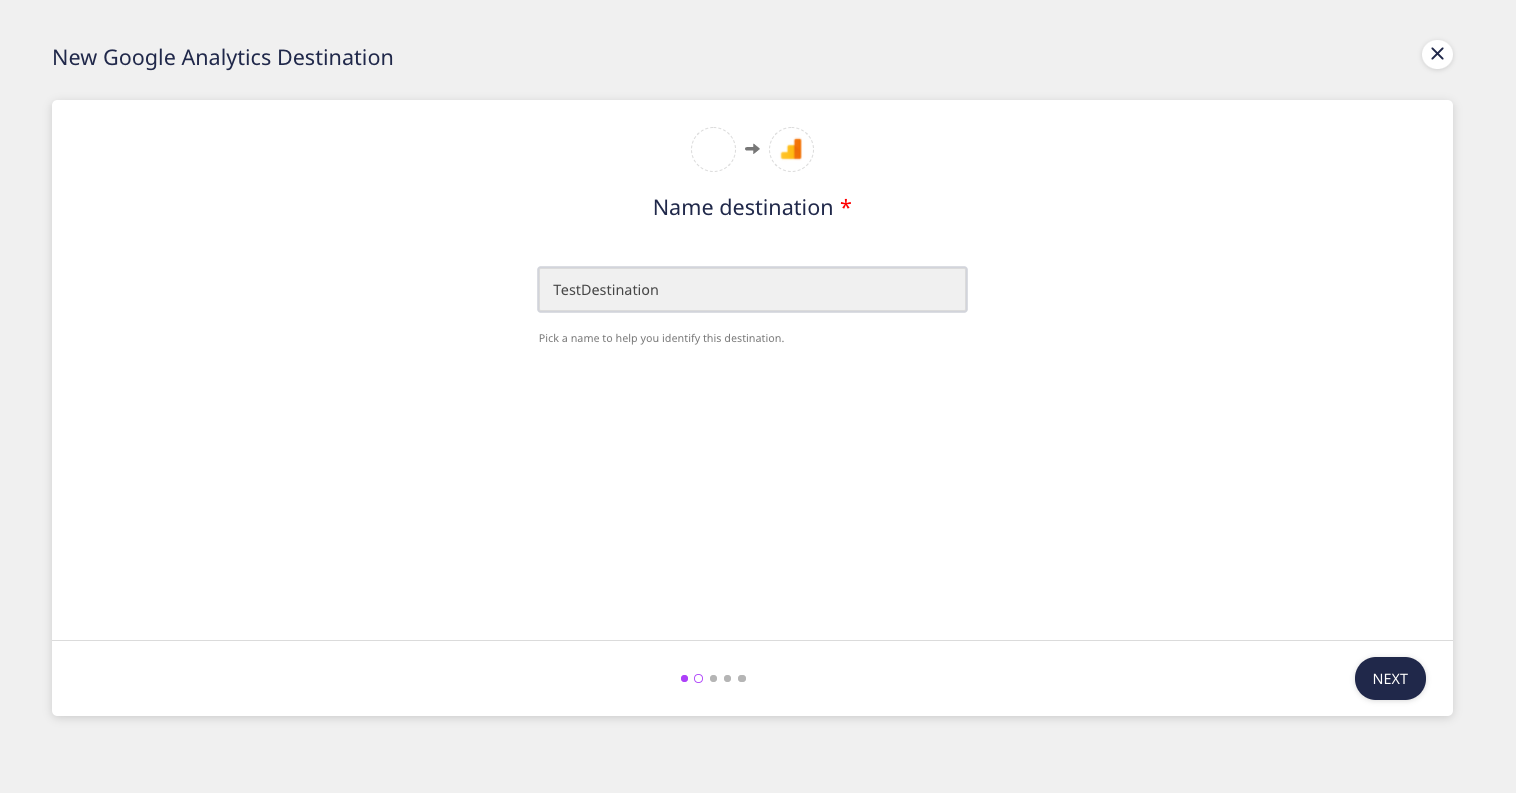 New Google Analytics Destination
Name destination *
TestDestination
Pick a name to help you identify this destination.
NEXT